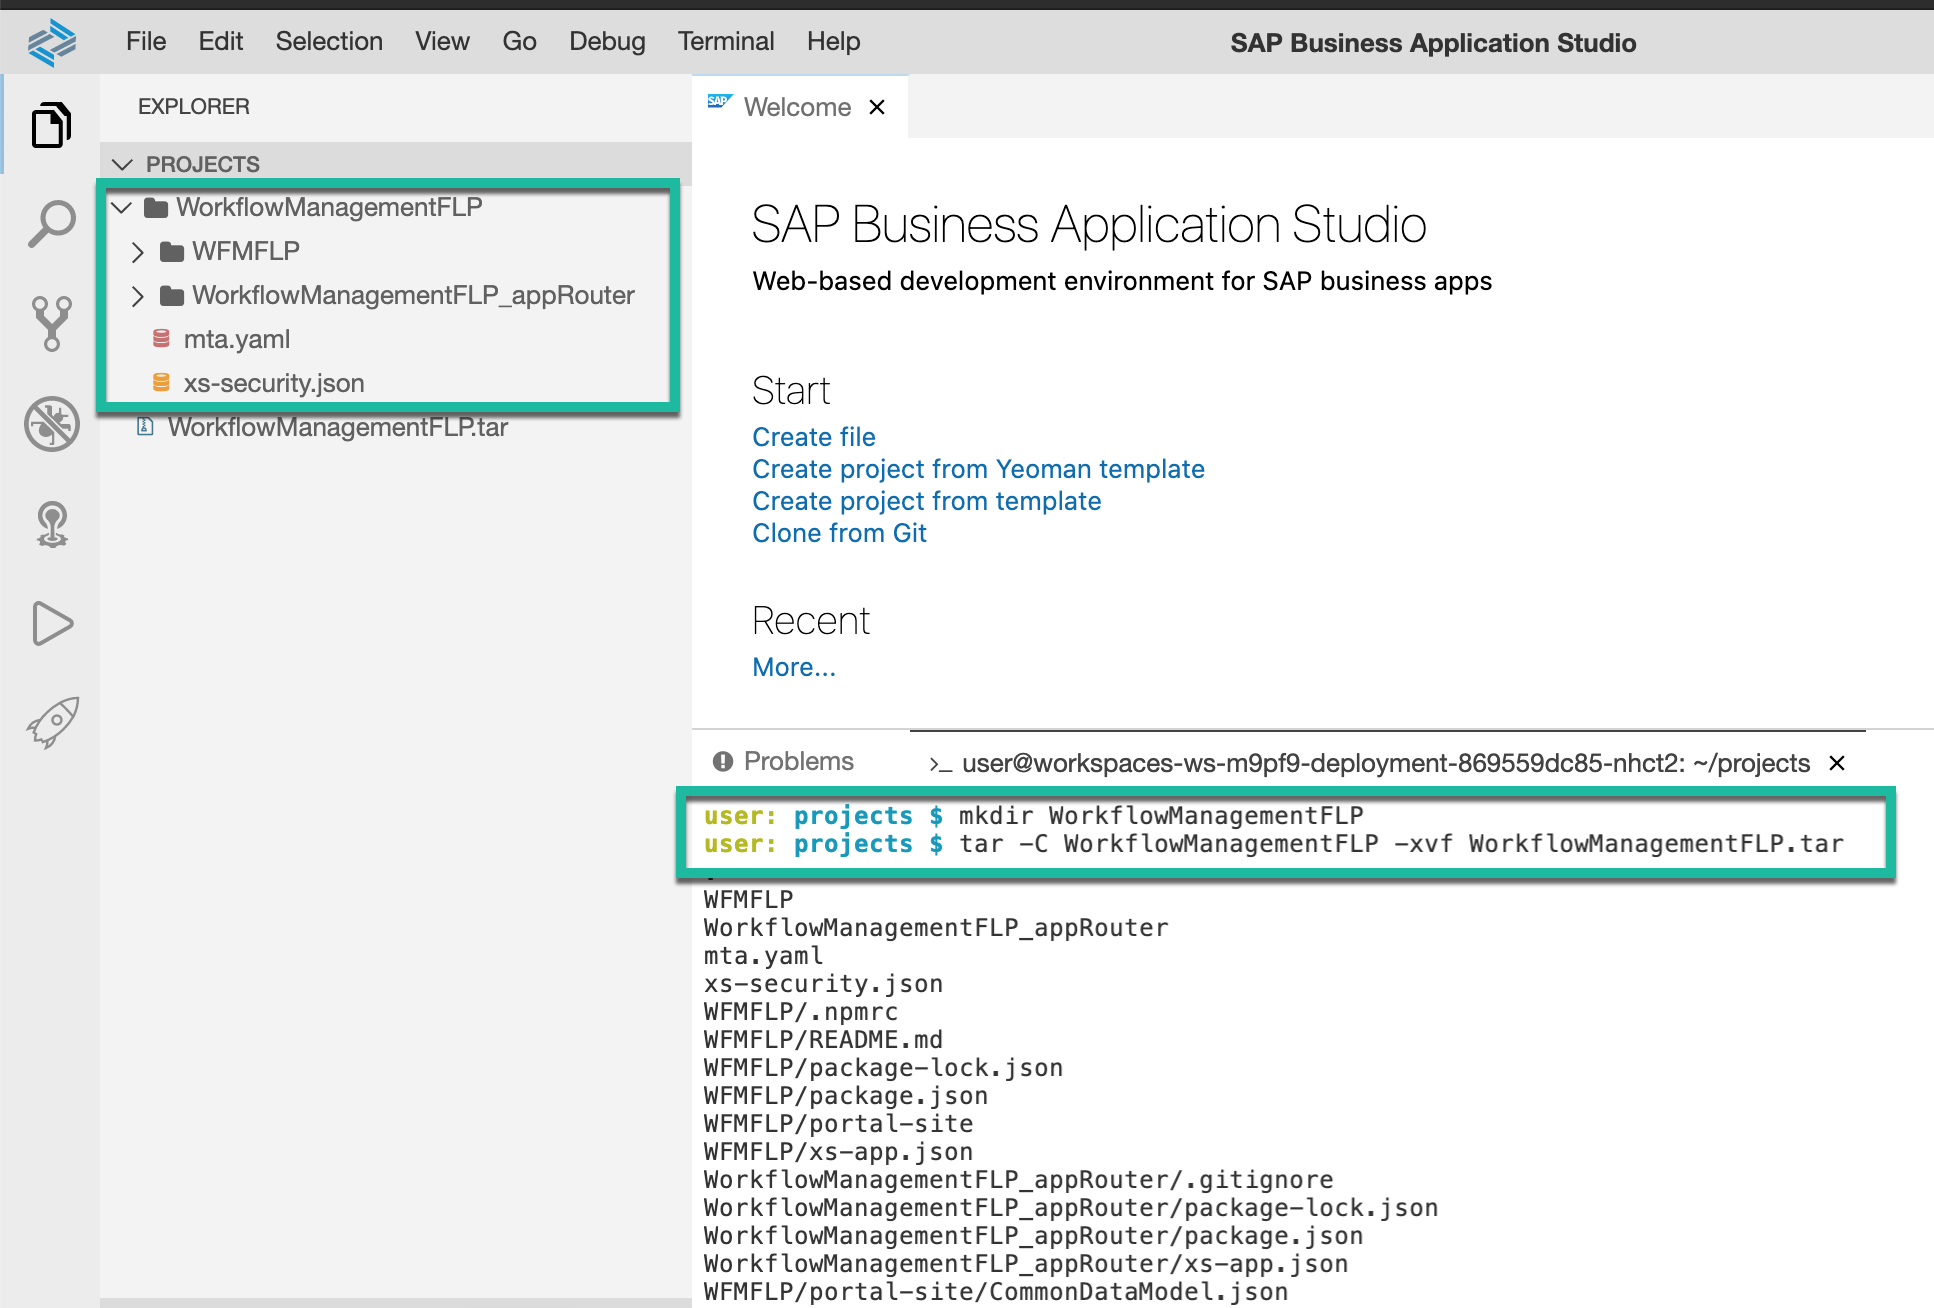 File Edit Selection View Go Debug Terminal Help SAP Business Application Studio
EXPLORER
PROJECTS
WorkflowManagementFLP
WFMFLP
WorkflowManagementFLP_appRouter
mta.yaml
xs-security.json
WorkflowManagementFLP.tar
SAP Welcome
SAP Business Application Studio
Web-based development environment for SAP business apps
Start
Create file
Create project from Yeoman template
Create project from template
Clone from Git
Recent
More...
Problems >_ user@workspaces-ws-m9pf9-deployment-869559dc85-nhct2: ~/projects
user: projects $ mkdir WorkflowManagementFLP
user: projects $ tar -C WorkflowManagementFLP -xvf WorkflowManagementFLP.tar
.
WFMFLP
WorkflowManagementFLP_appRouter
mta.yaml
xs-security.json
WFMFLP/.npmrc
WFMFLP/README.md
WFMFLP/package-lock.json
WFMFLP/package.json
WFMFLP/portal-site
WFMFLP/xs-app.json
WorkflowManagementFLP_appRouter/.gitignore
WorkflowManagementFLP_appRouter/package-lock.json
WorkflowManagementFLP_appRouter/package.json
WorkflowManagementFLP_appRouter/xs-app.json
WFMFLP/portal-site/CommonDataModel.json